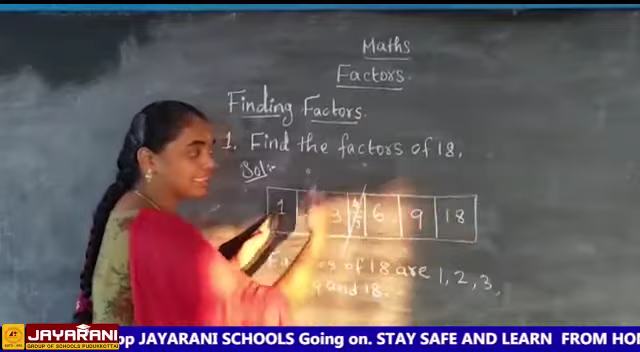 Maths
Factors.
Finding Factors.
1. Find the factors of 18,
Sol:
1 3 6 9 18
of 18 are 1, 2, 3,
9 and 18.
JAYARANI
GROUP OF SCHOOLS PUDUKKOTTAI
pp JAYARANI SCHOOLS Going on. STAY SAFE AND LEARN FROM HO